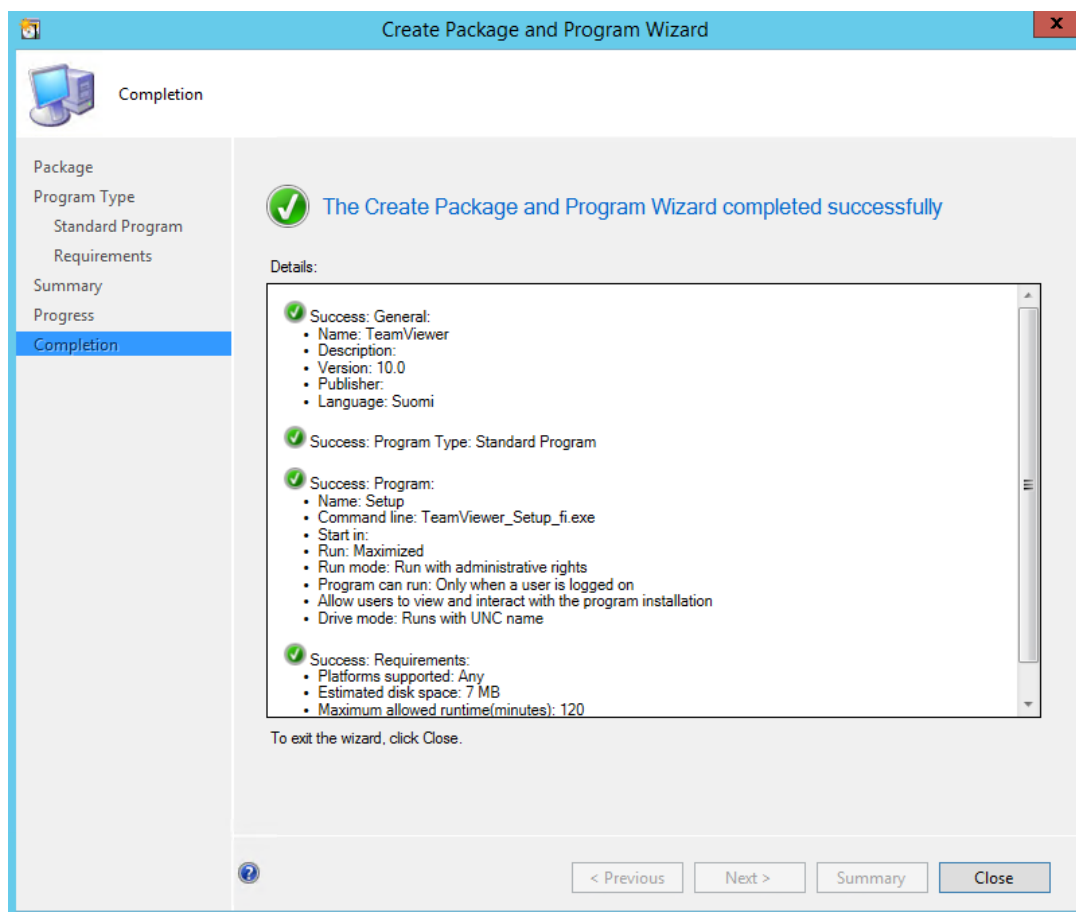 Create Package and Program Wizard
x
Completion
Package
Program Type
Standard Program
Requirements
Summary
Progress
Completion
The Create Package and Program Wizard completed successfully
Details:
Success: General:
• Name: TeamViewer
• Description:
• Version: 10.0
• Publisher:
• Language: Suomi
Success: Program Type: Standard Program
Success: Program:
• Name: Setup
• Command line: TeamViewer_Setup_fi.exe
• Start in:
• Run: Maximized
• Run mode: Run with administrative rights
• Program can run: Only when a user is logged on
• Allow users to view and interact with the program installation
• Drive mode: Runs with UNC name
Success: Requirements:
• Platforms supported: Any
• Estimated disk space: 7 MB
• Maximum allowed runtime(minutes): 120
To exit the wizard, click Close.
?
< Previous
Next >
Summary
Close